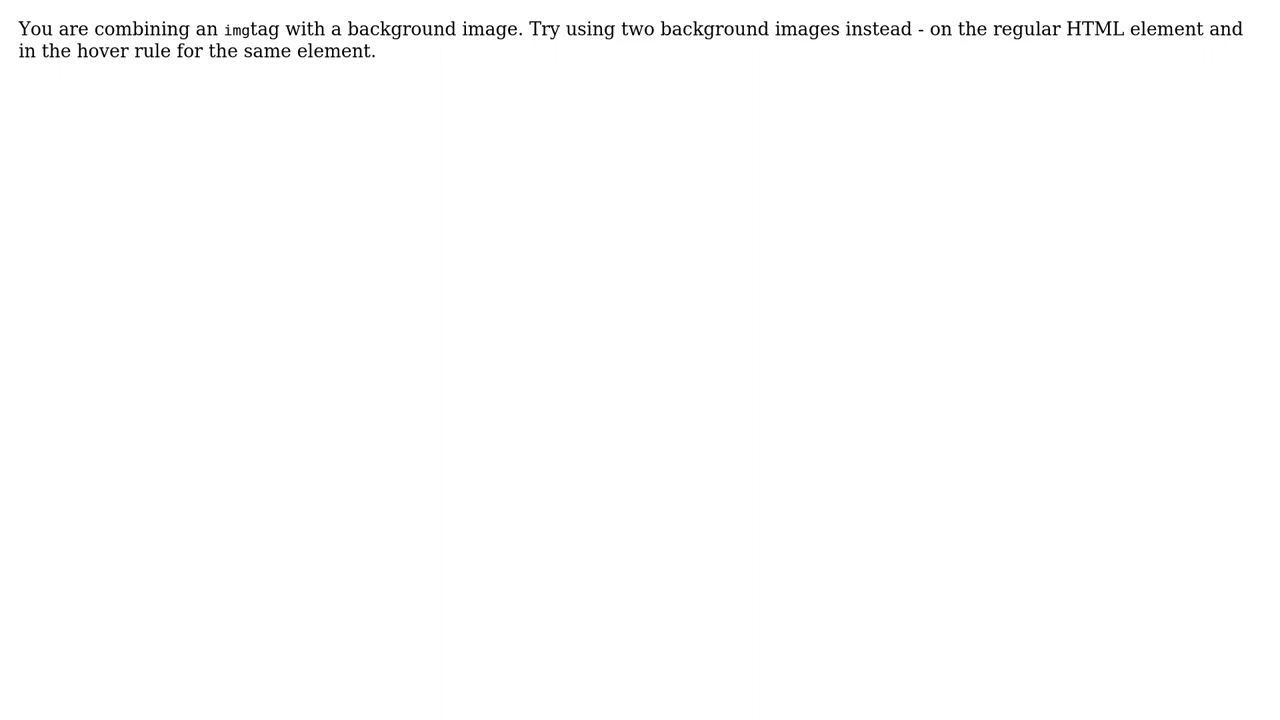 You are combining an imgtag with a background image. Try using two background images instead - on the regular HTML element and
in the hover rule for the same element.